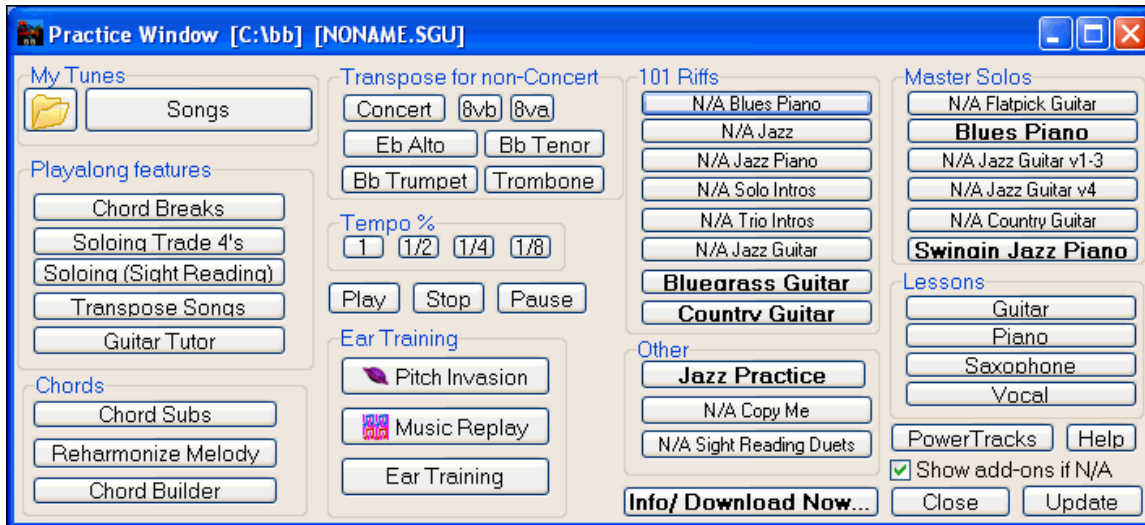 Practice Window [C:\bb] [NONAME.SGU]
My Tunes
Songs
Playalong features
Chord Breaks
Soloing Trade 4's
Soloing (Sight Reading)
Transpose Songs
Guitar Tutor
Chords
Chord Subs
Reharmonize Melody
Chord Builder
Transpose for non-Concert
Concert 8vb 8va
Eb Alto Bb Tenor
Bb Trumpet Trombone
Tempo %
1 1/2 1/4 1/8
Play Stop Pause
Ear Training
Pitch Invasion
Music Replay
Ear Training
101 Riffs
N/A Blues Piano
N/A Jazz
N/A Jazz Piano
N/A Solo Intros
N/A Trio Intros
N/A Jazz Guitar
Bluegrass Guitar
Country Guitar
Other
Jazz Practice
N/A Copy Me
N/A Sight Reading Duets
Info/ Download Now...
Master Solos
N/A Flatpick Guitar
Blues Piano
N/A Jazz Guitar v1-3
N/A Jazz Guitar v4
N/A Country Guitar
Swingin Jazz Piano
Lessons
Guitar
Piano
Saxophone
Vocal
PowerTracks Help
Show add-ons if N/A
Close Update